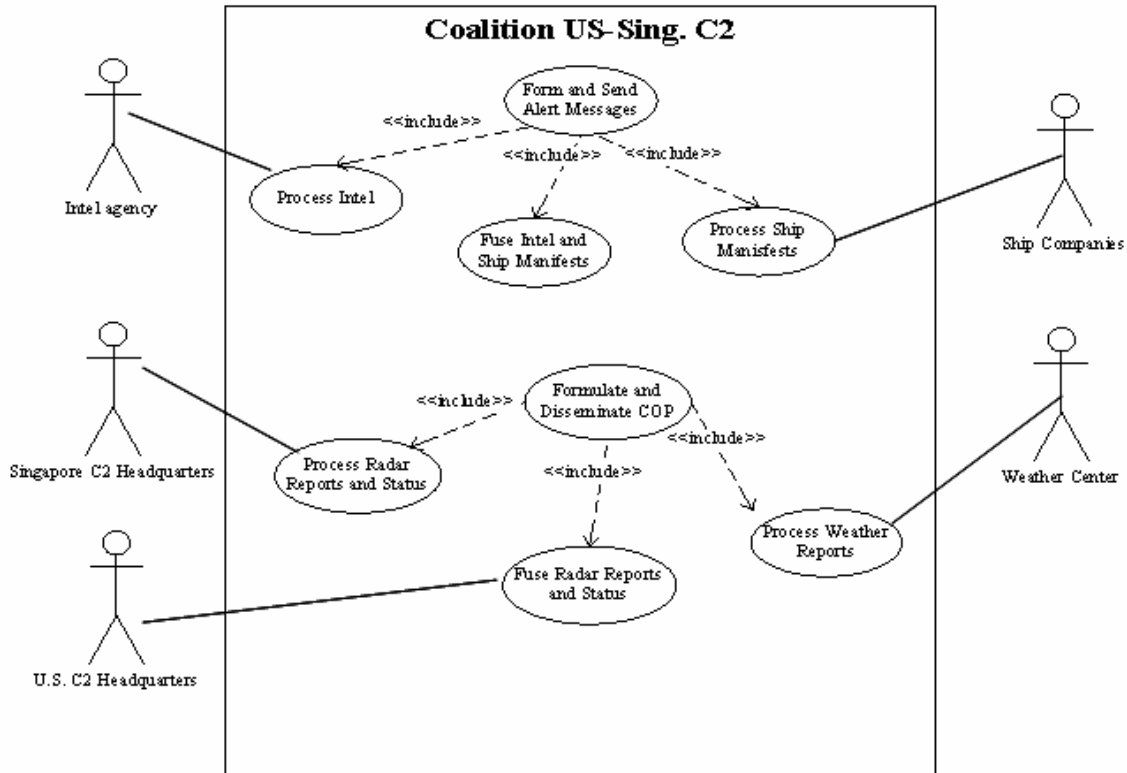 Coalition US-Sing. C2
Form and Send
Alert Messages
<<include>>
<<include>>
<<include>>
Process Intel
Intel agency
Fuse Intel and
Ship Manifests
Process Ship
Manisfests
Ship Companies
Formulate and
Disseminate COP
<<include>>
<<include>>
<<include>>
Process Radar
Reports and Status
Singapore C2 Headquarters
Weather Center
Process Weather
Reports
Fuse Radar Reports
and Status
U.S. C2 Headquarters